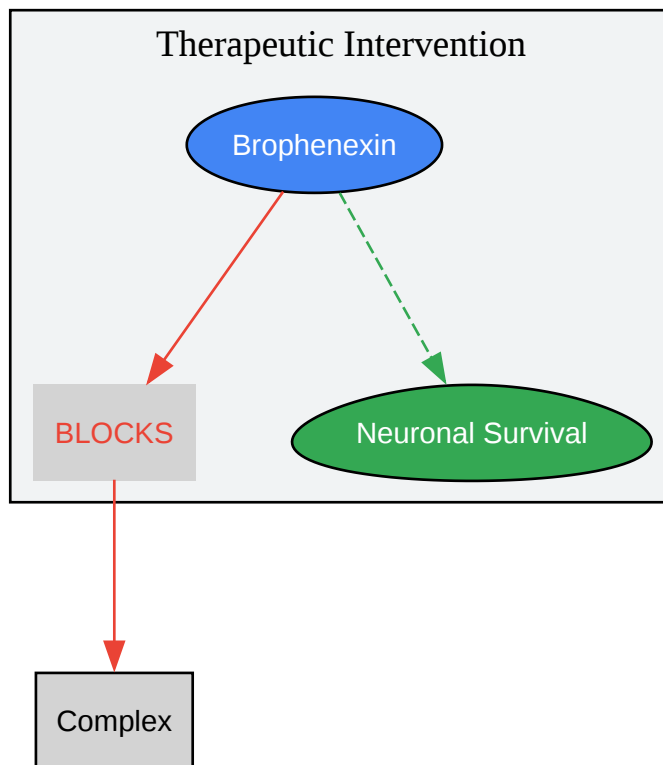 Therapeutic Intervention
Brophenexin
BLOCKS
Neuronal Survival
Complex